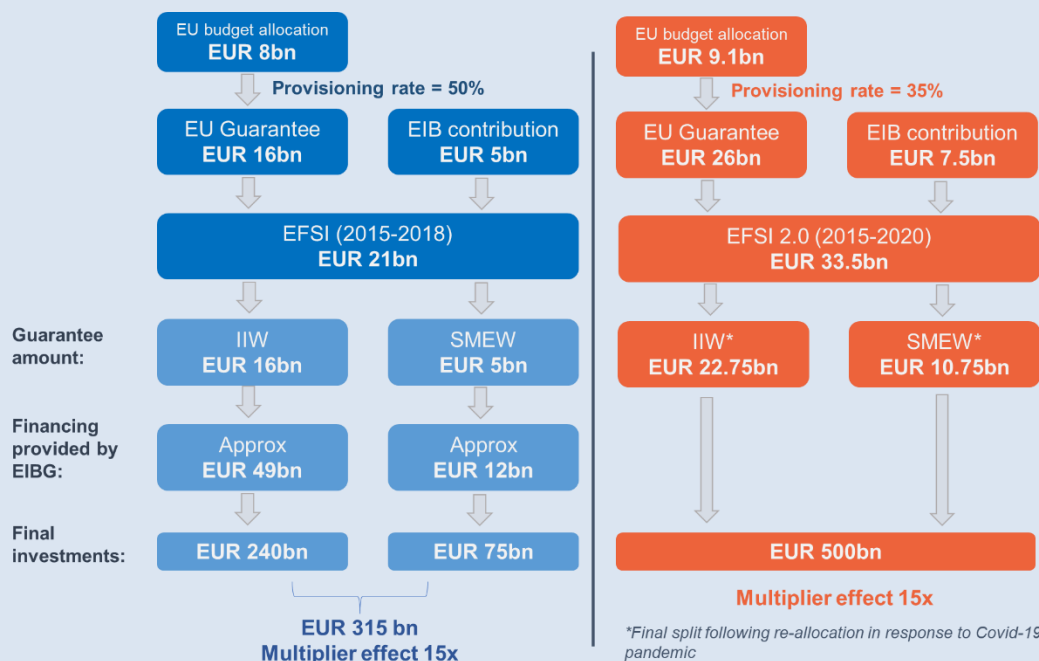 EU budget allocation
EUR 8bn
Provisioning rate = 50%
EU Guarantee
EUR 16bn
EIB contribution
EUR 5bn
EFSI (2015-2018)
EUR 21bn
Guarantee
amount:
IIW
EUR 16bn
SMEW
EUR 5bn
Financing
provided by
EIBG:
Approx
EUR 49bn
Approx
EUR 12bn
Final
investments:
EUR 240bn
EUR 75bn
EUR 315 bn
Multiplier effect 15x
EU budget allocation
EUR 9.1bn
Provisioning rate = 35%
EU Guarantee
EUR 26bn
EIB contribution
EUR 7.5bn
EFSI 2.0 (2015-2020)
EUR 33.5bn
IIW*
EUR 22.75bn
SMEW*
EUR 10.75bn
EUR 500bn
Multiplier effect 15x
*Final split following re-allocation in response to Covid-19
pandemic